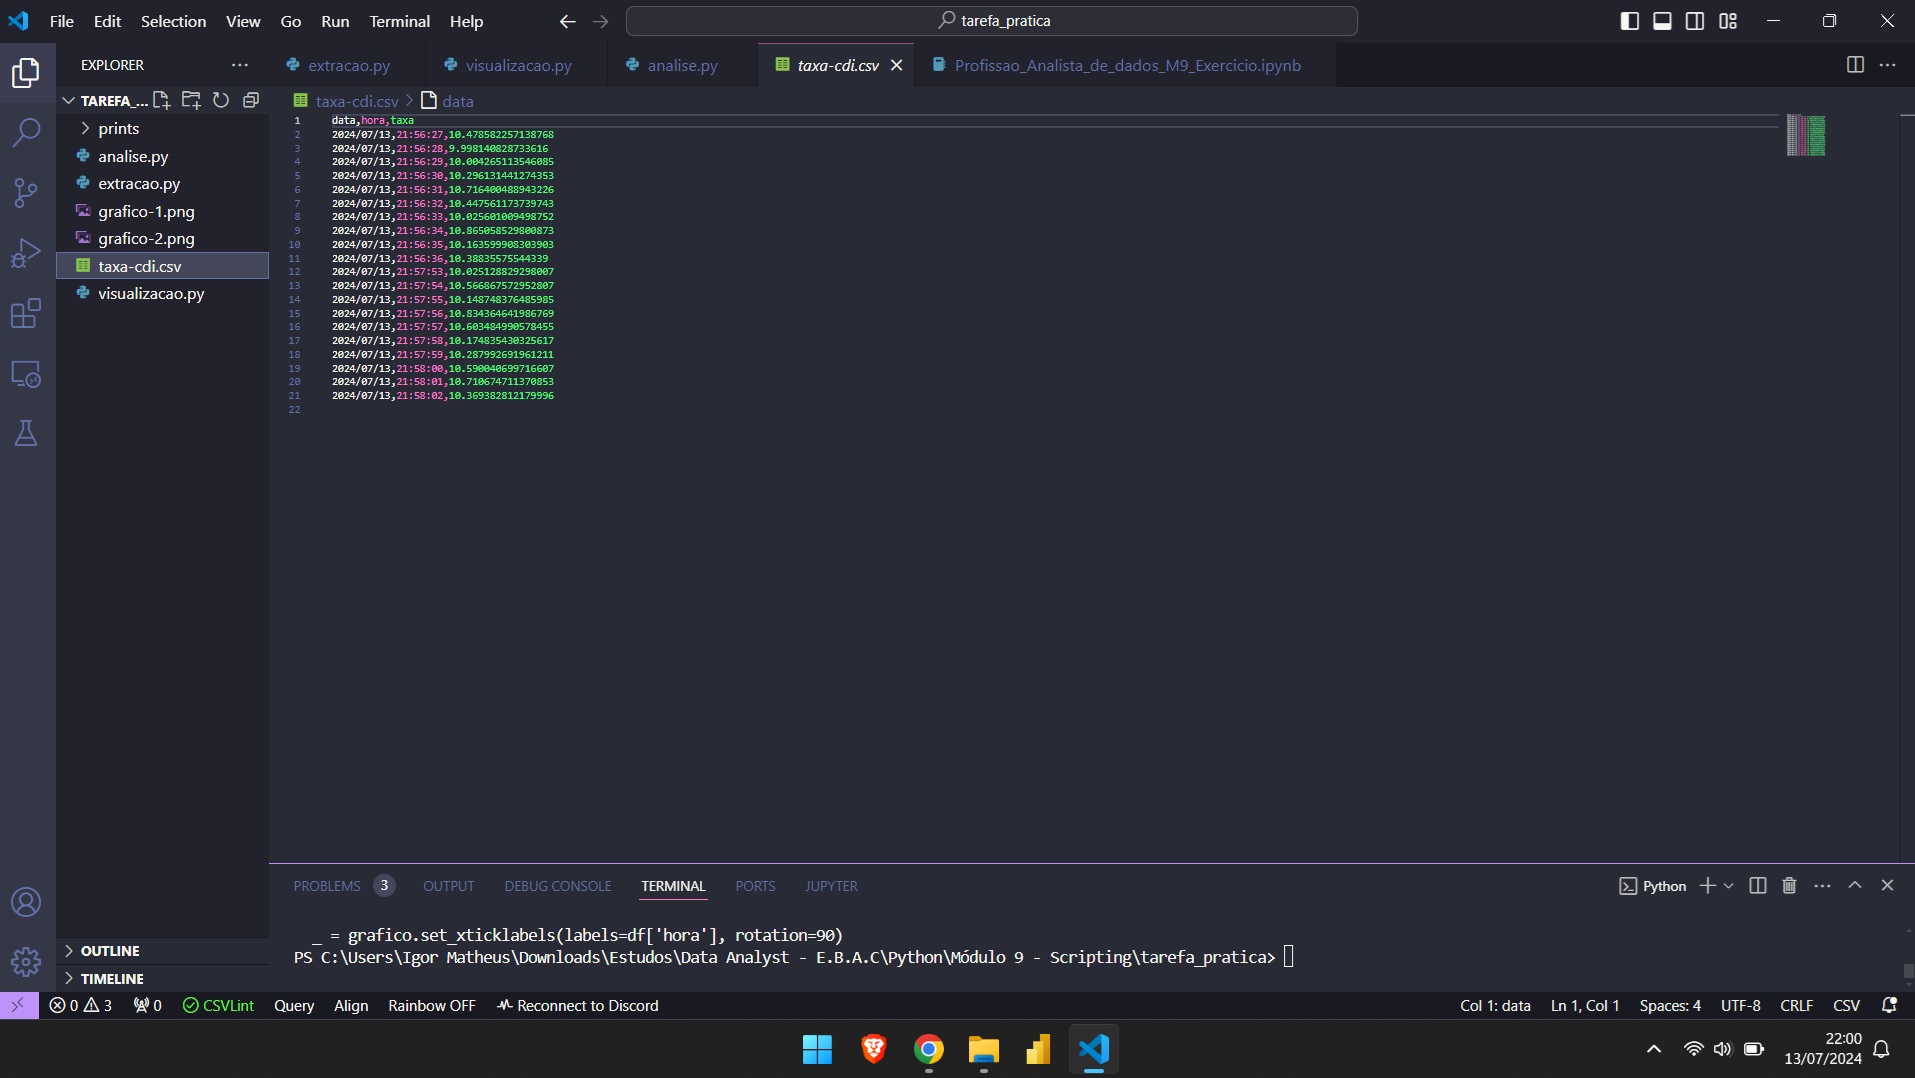 File Edit Selection View Go Run Terminal Help
tarefa_pratica
EXPLORER
extracao.py
visualizacao.py
analise.py
taxa-cdi.csv
Profissao_Analista_de_dados_M9_Exercicio.ipynb
TAREFA_...
prints
analise.py
extracao.py
grafico-1.png
grafico-2.png
taxa-cdi.csv
visualizacao.py
OUTLINE
TIMELINE
taxa-cdi.csv > data
1 data,hora,taxa
2 2024/07/13,21:56:27,10.478582257138768
3 2024/07/13,21:56:28,9.998140828733616
4 2024/07/13,21:56:29,10.004265113546085
5 2024/07/13,21:56:30,10.296131441274353
6 2024/07/13,21:56:31,10.716400488943226
7 2024/07/13,21:56:32,10.447561173739743
8 2024/07/13,21:56:33,10.025601009498752
9 2024/07/13,21:56:34,10.865058529800873
10 2024/07/13,21:56:35,10.163599908303903
11 2024/07/13,21:56:36,10.38835575544339
12 2024/07/13,21:57:53,10.025128829298007
13 2024/07/13,21:57:54,10.566867572952807
14 2024/07/13,21:57:55,10.148748376485985
15 2024/07/13,21:57:56,10.834364641986769
16 2024/07/13,21:57:57,10.603484990578455
17 2024/07/13,21:57:58,10.174835430325617
18 2024/07/13,21:57:59,10.287992691961211
19 2024/07/13,21:58:00,10.590040699716607
20 2024/07/13,21:58:01,10.710674711370853
21 2024/07/13,21:58:02,10.369382812179996
22
PROBLEMS 3 OUTPUT DEBUG CONSOLE TERMINAL PORTS JUPYTER
Python
_ = grafico.set_xticklabels(labels=df['hora'], rotation=90)
PS C:\Users\Igor Matheus\Downloads\Estudos\Data Analyst - E.B.A.C\Python\Módulo 9 - Scripting\tarefa_pratica>
0 3 0 CSVLint Query Align Rainbow OFF Reconnect to Discord
Col 1: data Ln 1, Col 1 Spaces: 4 UTF-8 CRLF CSV
22:00
13/07/2024